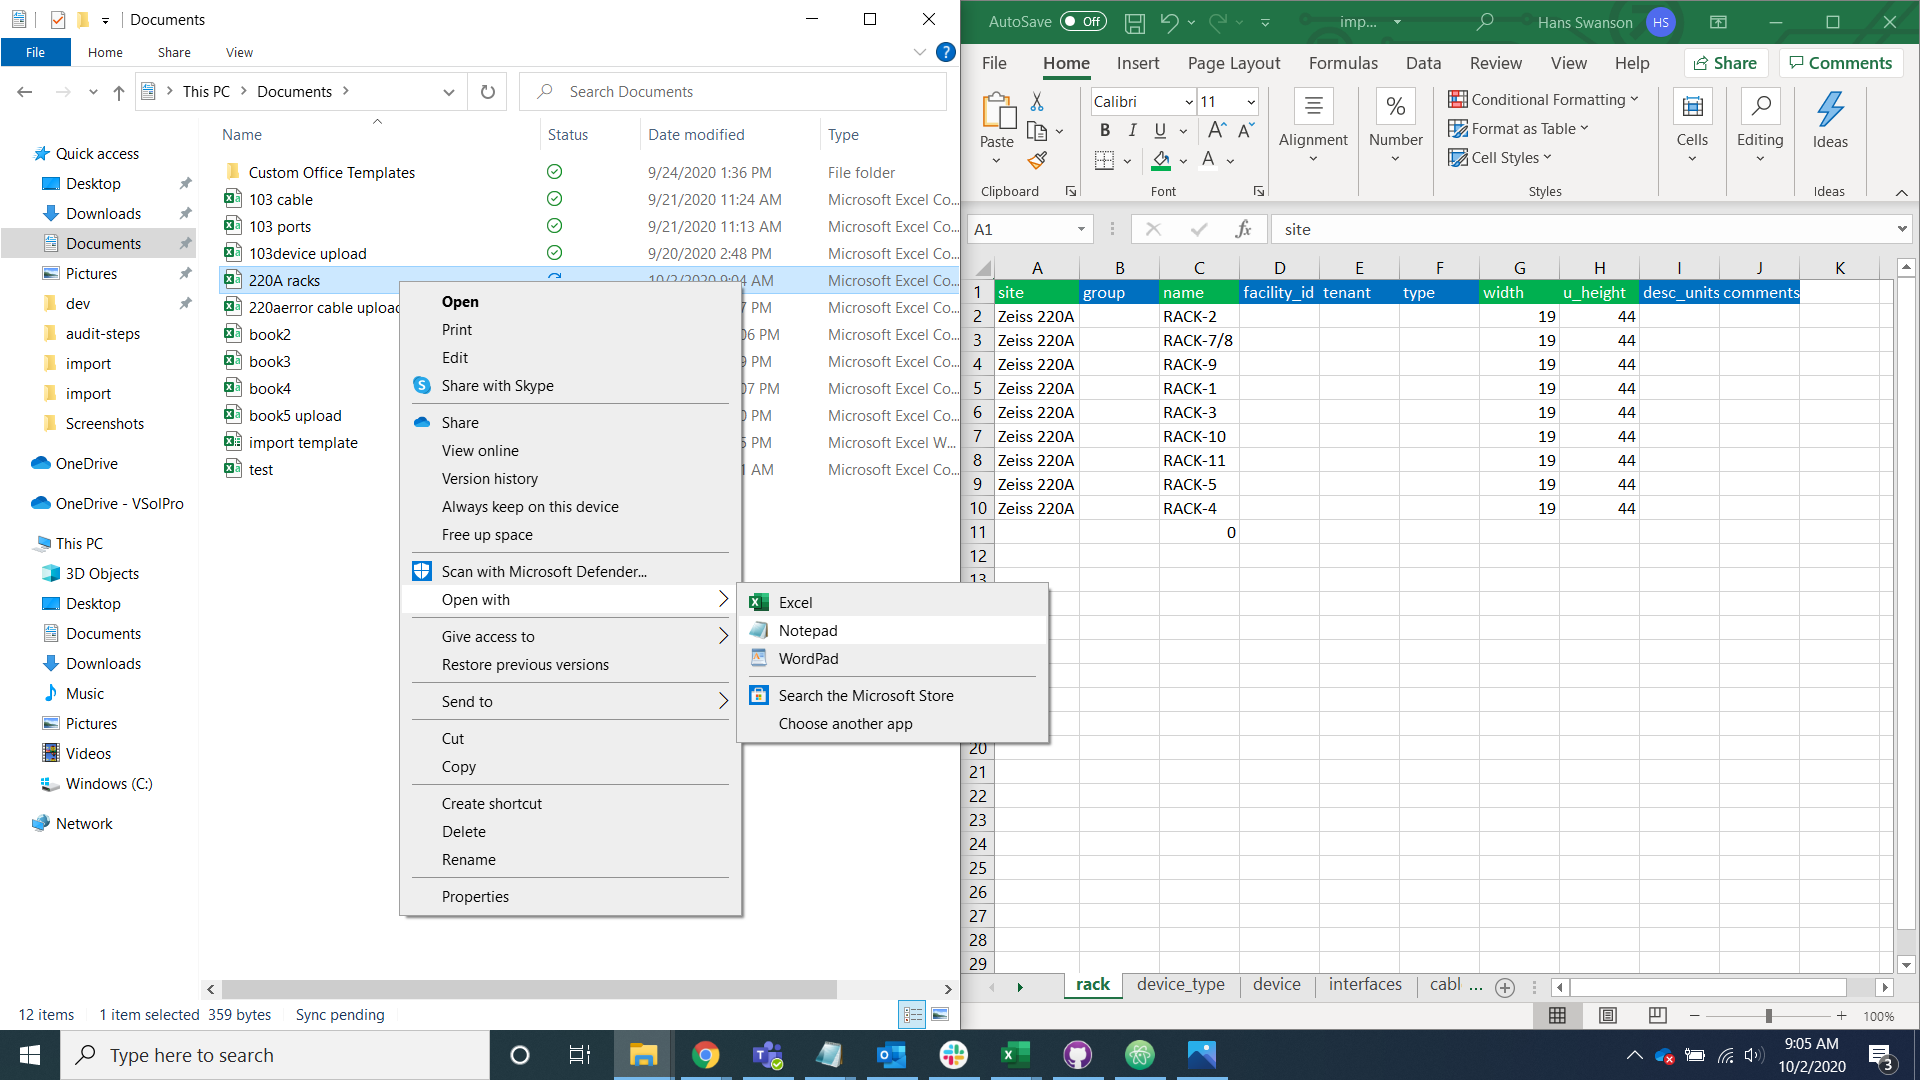 Documents
File Home Share View
This PC Documents
Search Documents
Name Status Date modified Type
Quick access
Desktop
Downloads
Documents
Pictures
dev
audit-steps
import
import
Screenshots
OneDrive
OneDrive - VSolPro
This PC
3D Objects
Desktop
Documents
Downloads
Music
Pictures
Videos
Windows (C:)
Network
Custom Office Templates 9/24/2020 1:36 PM File folder
103 cable 9/21/2020 11:24 AM Microsoft Excel Co...
103 ports 9/21/2020 11:13 AM Microsoft Excel Co...
103device upload 9/20/2020 2:48 PM Microsoft Excel Co...
220A racks 10/2/2020 9:04 AM Microsoft Excel Co...
220aerror cable upload PM Microsoft Excel Co...
book2 PM Microsoft Excel Co...
book3 PM Microsoft Excel Co...
book4 PM Microsoft Excel Co...
book5 upload PM Microsoft Excel Co...
import template PM Microsoft Excel W...
test AM Microsoft Excel Co...
Open
Print
Edit
Share with Skype
Share
View online
Version history
Always keep on this device
Free up space
Scan with Microsoft Defender...
Open with
Give access to
Restore previous versions
Send to
Cut
Copy
Create shortcut
Delete
Rename
Properties
Excel
Notepad
WordPad
Search the Microsoft Store
Choose another app
12 items 1 item selected 359 bytes Sync pending
AutoSave Off imp... Hans Swanson HS
File Home Insert Page Layout Formulas Data Review View Help Share Comments
Paste
Clipboard
Calibri 11
B I U A A
A
Font
Alignment
%
Number
Conditional Formatting
Format as Table
Cell Styles
Styles
Cells
Editing
Ideas
Ideas
A1 fx site
A B C D E F G H I J K
1 site group name facility_id tenant type width u_height desc_units comments
2 Zeiss 220A RACK-2 19 44
3 Zeiss 220A RACK-7/8 19 44
4 Zeiss 220A RACK-9 19 44
5 Zeiss 220A RACK-1 19 44
6 Zeiss 220A RACK-3 19 44
7 Zeiss 220A RACK-10 19 44
8 Zeiss 220A RACK-11 19 44
9 Zeiss 220A RACK-5 19 44
10 Zeiss 220A RACK-4 19 44
11 0
12
13
20
21
22
23
24
25
26
27
28
29
rack device_type device interfaces cabl ...
100%
Type here to search
9:05 AM
10/2/2020
3